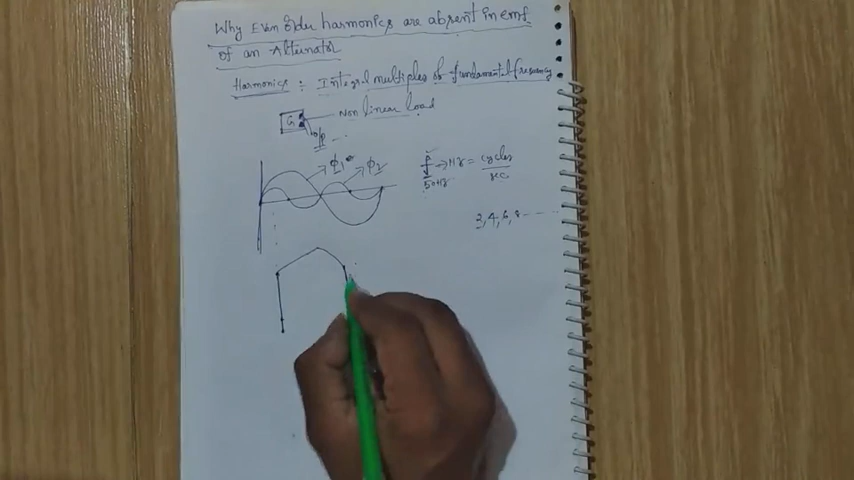 Why Even order harmonics are absent in emf
of an Alternator
Harmonics : Integral multiples of fundamental frequency
G Non linear load
o/p
Φ1 Φ2
f → Hz = cycles/sec
50Hz
2,4,6,8 - - - -